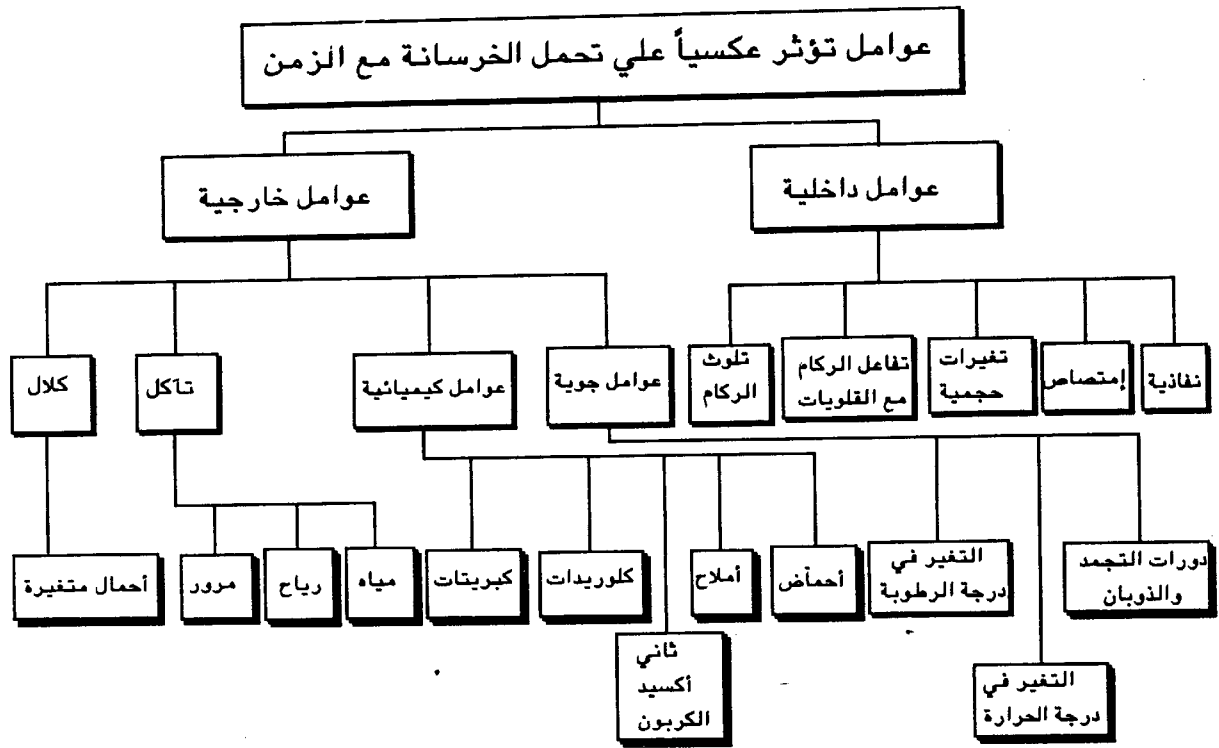 عوامل تؤثر عكسياً علي تحمل الخرسانة مع الزمن
عوامل داخلية
عوامل خارجية
نفاذية
إمتصاص
تغيرات
حجمية
تفاعل الركام
مع القلويات
تلوث
الركام
عوامل جوية
عوامل كيميائية
تآكل
كلال
دورات التجمد
والذوبان
التغير في
درجة الحرارة
التغير في
درجة الرطوبة
أحماض
أملاح
ثاني
أكسيد
الكربون
كلوريدات
كبريتات
مياه
رياح
مرور
أحمال متغيرة